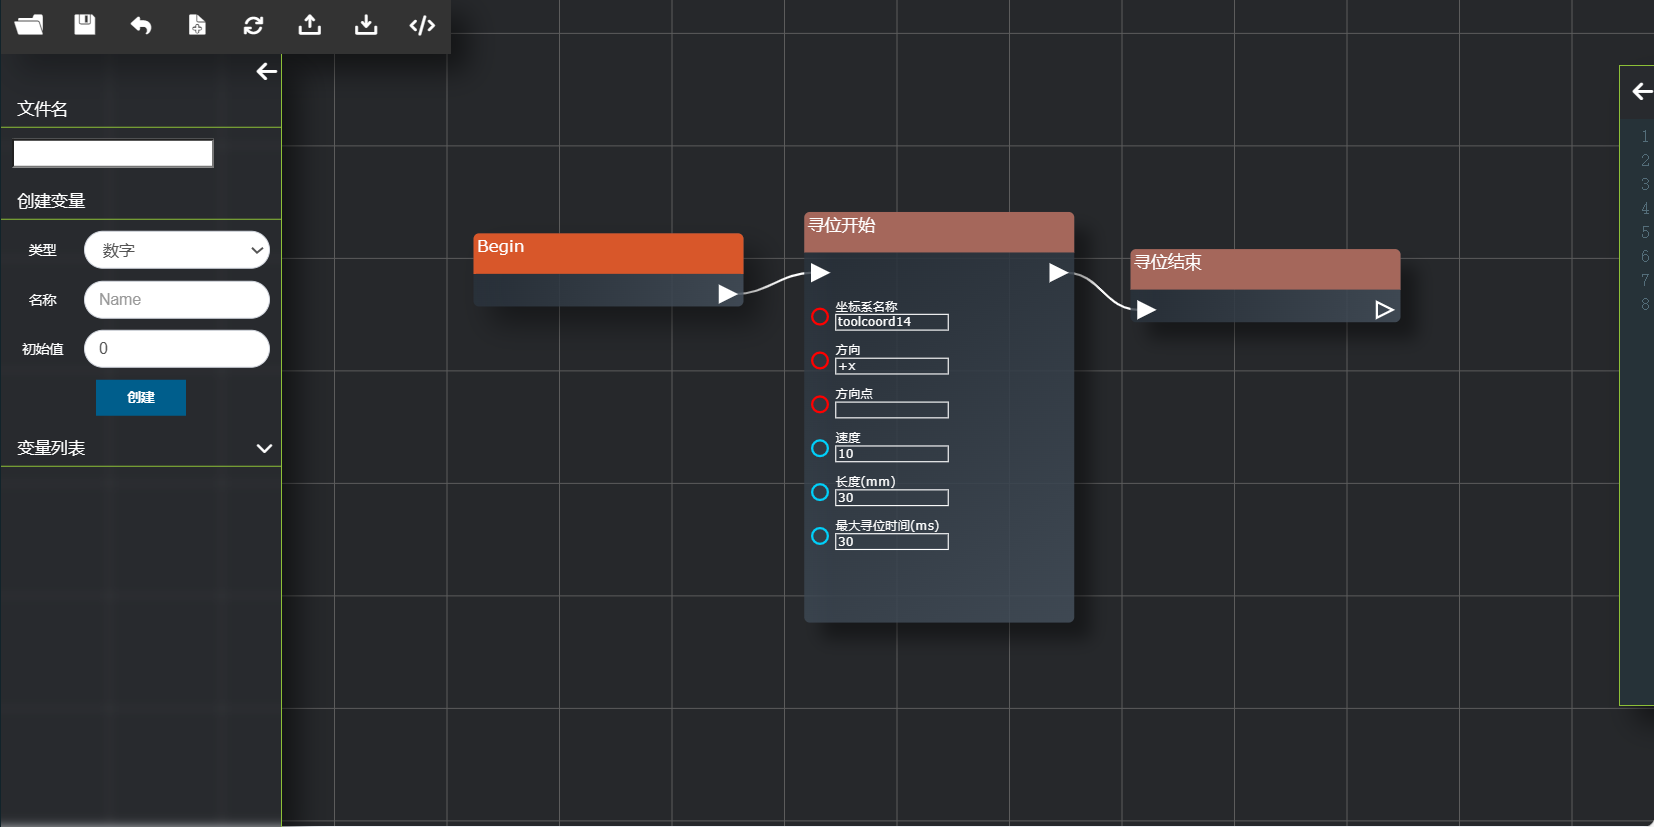 文件名
创建变量
类型
数字
名称
Name
初始值
0
创建
变量列表
Begin
寻位开始
坐标系名称
toolcoord14
方向
+x
方向点
速度
10
长度(mm)
30
最大寻位时间(ms)
30
寻位结束
1
2
3
4
5
6
7
8